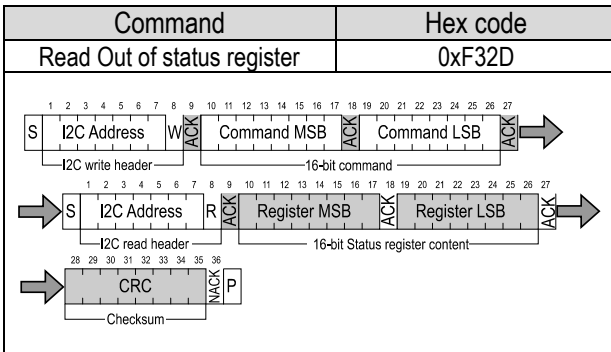 Command Hex code
Read Out of status register 0xF32D
1 2 3 4 5 6 7 8 9 10 11 12 13 14 15 16 17 18 19 20 21 22 23 24 25 26 27
S I2C Address W ACK Command MSB ACK Command LSB ACK
I2C write header 16-bit command
1 2 3 4 5 6 7 8 9 10 11 12 13 14 15 16 17 18 19 20 21 22 23 24 25 26 27
S I2C Address R ACK Register MSB ACK Register LSB ACK
I2C read header 16-bit Status register content
28 29 30 31 32 33 34 35 36
CRC NACK P
Checksum